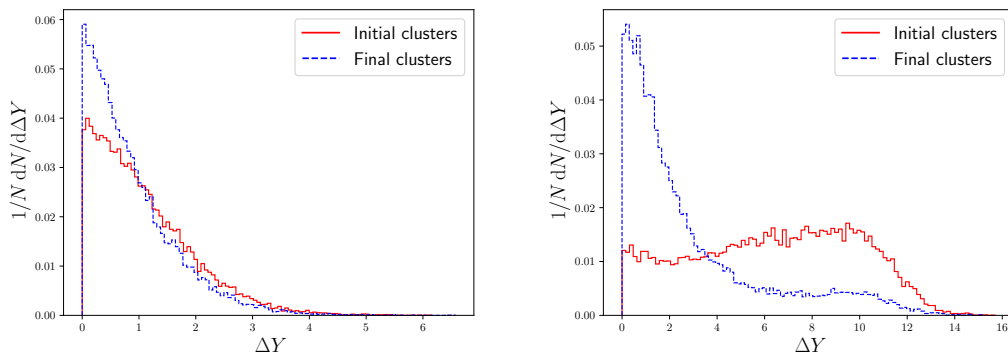 0.06
0.05
0.04
0.03
0.02
0.01
0.00
1/N dN/dΔY
0 1 2 3 4 5 6
ΔY
Initial clusters
Final clusters
0.05
0.04
0.03
0.02
0.01
0.00
1/N dN/dΔY
0 2 4 6 8 10 12 14 16
ΔY
Initial clusters
Final clusters